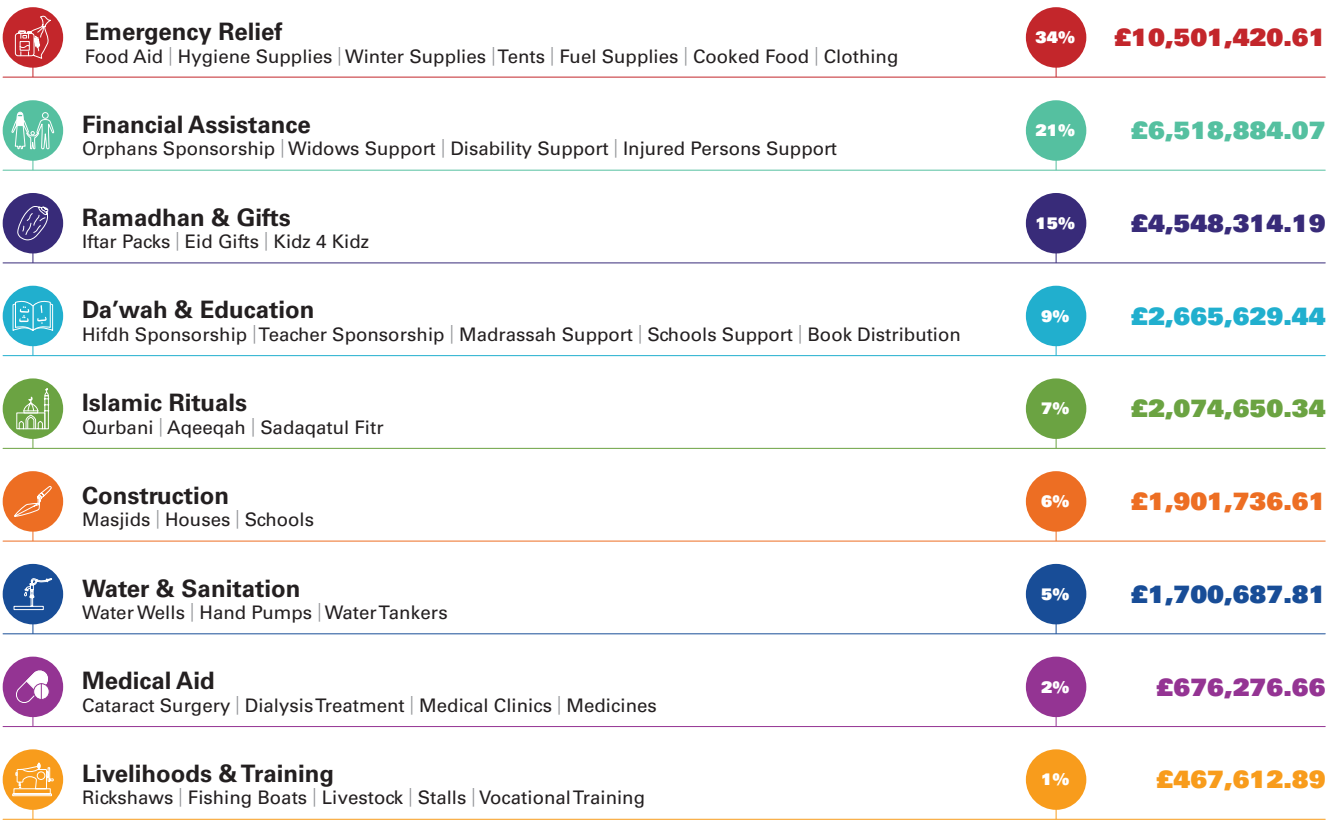 Emergency Relief
Food Aid | Hygiene Supplies | Winter Supplies | Tents | Fuel Supplies | Cooked Food | Clothing
34%
£10,501,420.61
Financial Assistance
Orphans Sponsorship | Widows Support | Disability Support | Injured Persons Support
21%
£6,518,884.07
Ramadhan & Gifts
Iftar Packs | Eid Gifts | Kidz 4 Kidz
15%
£4,548,314.19
Da’wah & Education
Hifdh Sponsorship | Teacher Sponsorship | Madrassah Support | Schools Support | Book Distribution
9%
£2,665,629.44
Islamic Rituals
Qurbani | Aqeeqah | Sadaqatul Fitr
7%
£2,074,650.34
Construction
Masjids | Houses | Schools
6%
£1,901,736.61
Water & Sanitation
Water Wells | Hand Pumps | Water Tankers
5%
£1,700,687.81
Medical Aid
Cataract Surgery | Dialysis Treatment | Medical Clinics | Medicines
2%
£676,276.66
Livelihoods & Training
Rickshaws | Fishing Boats | Livestock | Stalls | Vocational Training
1%
£467,612.89